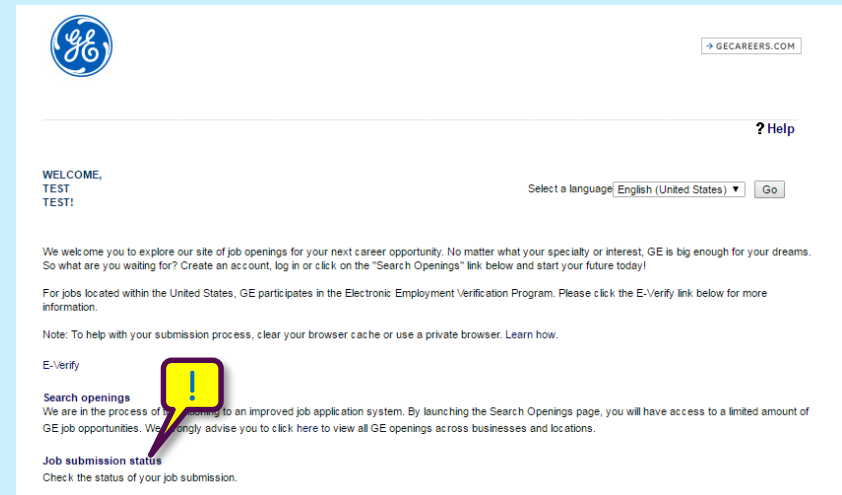 GE
→ GECAREERS.COM
? Help
WELCOME,
TEST
TEST!
Select a language English (United States) ▼ Go
We welcome you to explore our site of job openings for your next career opportunity. No matter what your specialty or interest, GE is big enough for your dreams.
So what are you waiting for? Create an account, log in or click on the "Search Openings" link below and start your future today!
For jobs located within the United States, GE participates in the Electronic Employment Verification Program. Please click the E-Verify link below for more
information.
Note: To help with your submission process, clear your browser cache or use a private browser. Learn how.
E-Verify
!
Search openings
We are in the process of to an improved job application system. By launching the Search Openings page, you will have access to a limited amount of
GE job opportunities. We advise you to click here to view all GE openings across businesses and locations.
Job submission status
Check the status of your job submission.